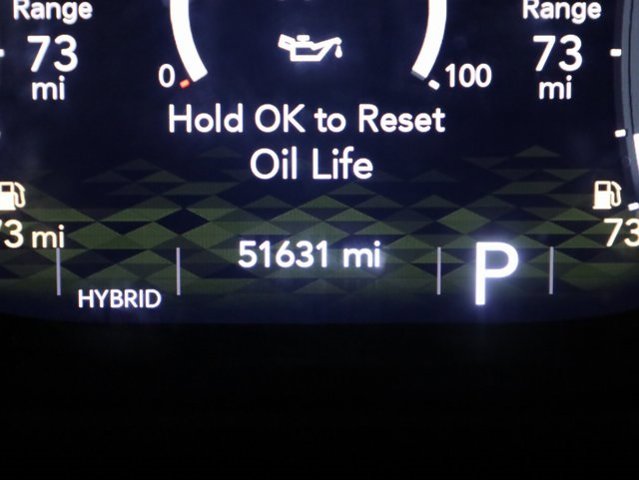 Range
73
mi
Range
73
mi
0
100
Hold OK to Reset
Oil Life
73 mi
73
51631 mi
P
HYBRID